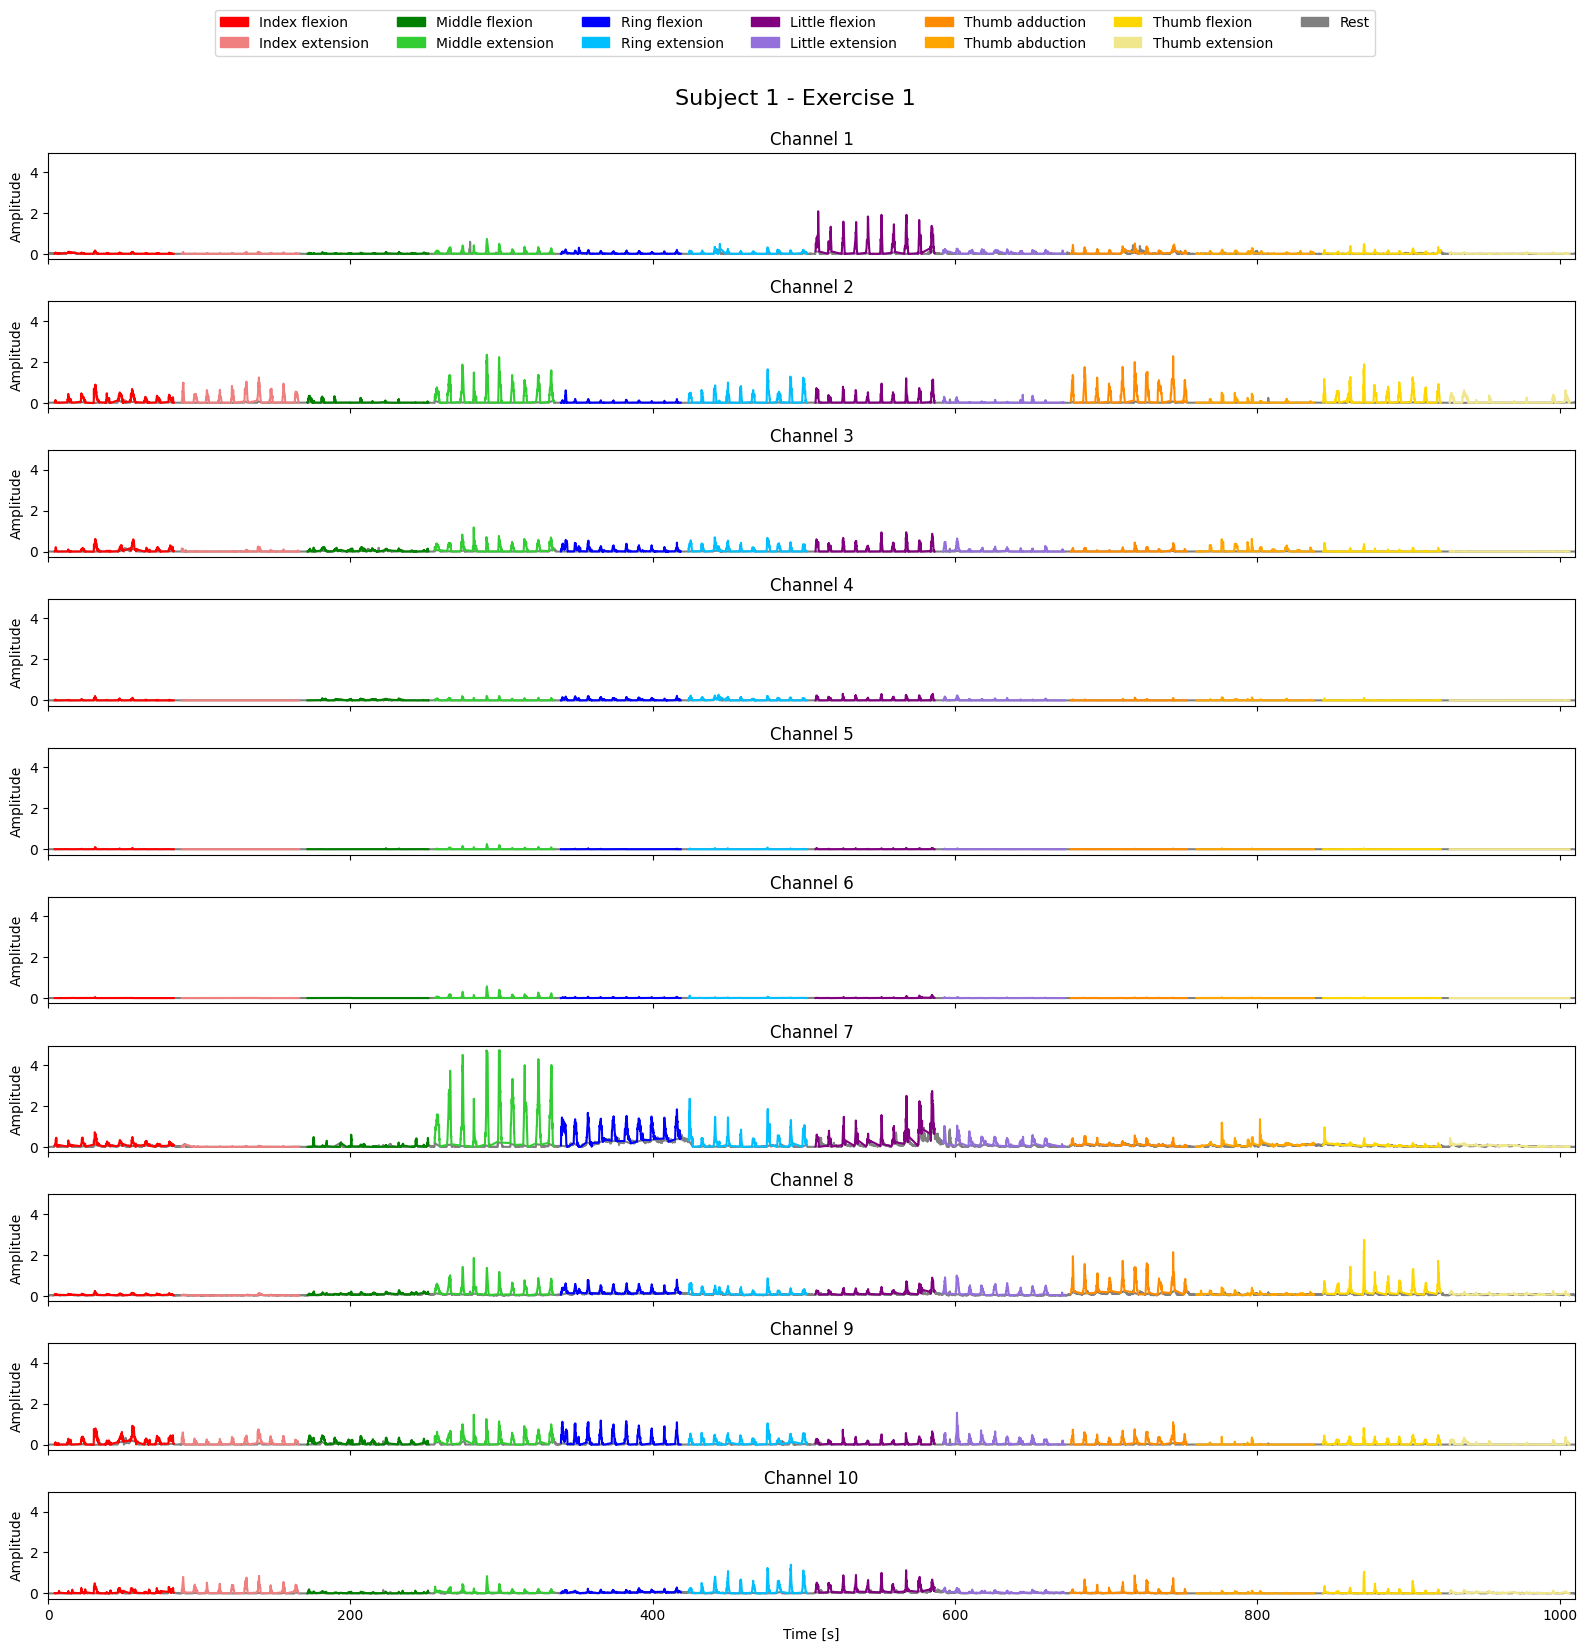 Index flexion Middle flexion Ring flexion Little flexion Thumb adduction Thumb flexion Rest
Index extension Middle extension Ring extension Little extension Thumb abduction Thumb extension
Subject 1 - Exercise 1
Channel 1
Amplitude
4
2
0
Channel 2
Amplitude
4
2
0
Channel 3
Amplitude
4
2
0
Channel 4
Amplitude
4
2
0
Channel 5
Amplitude
4
2
0
Channel 6
Amplitude
4
2
0
Channel 7
Amplitude
4
2
0
Channel 8
Amplitude
4
2
0
Channel 9
Amplitude
4
2
0
Channel 10
Amplitude
4
2
0
0 200 400 600 800 1000
Time [s]